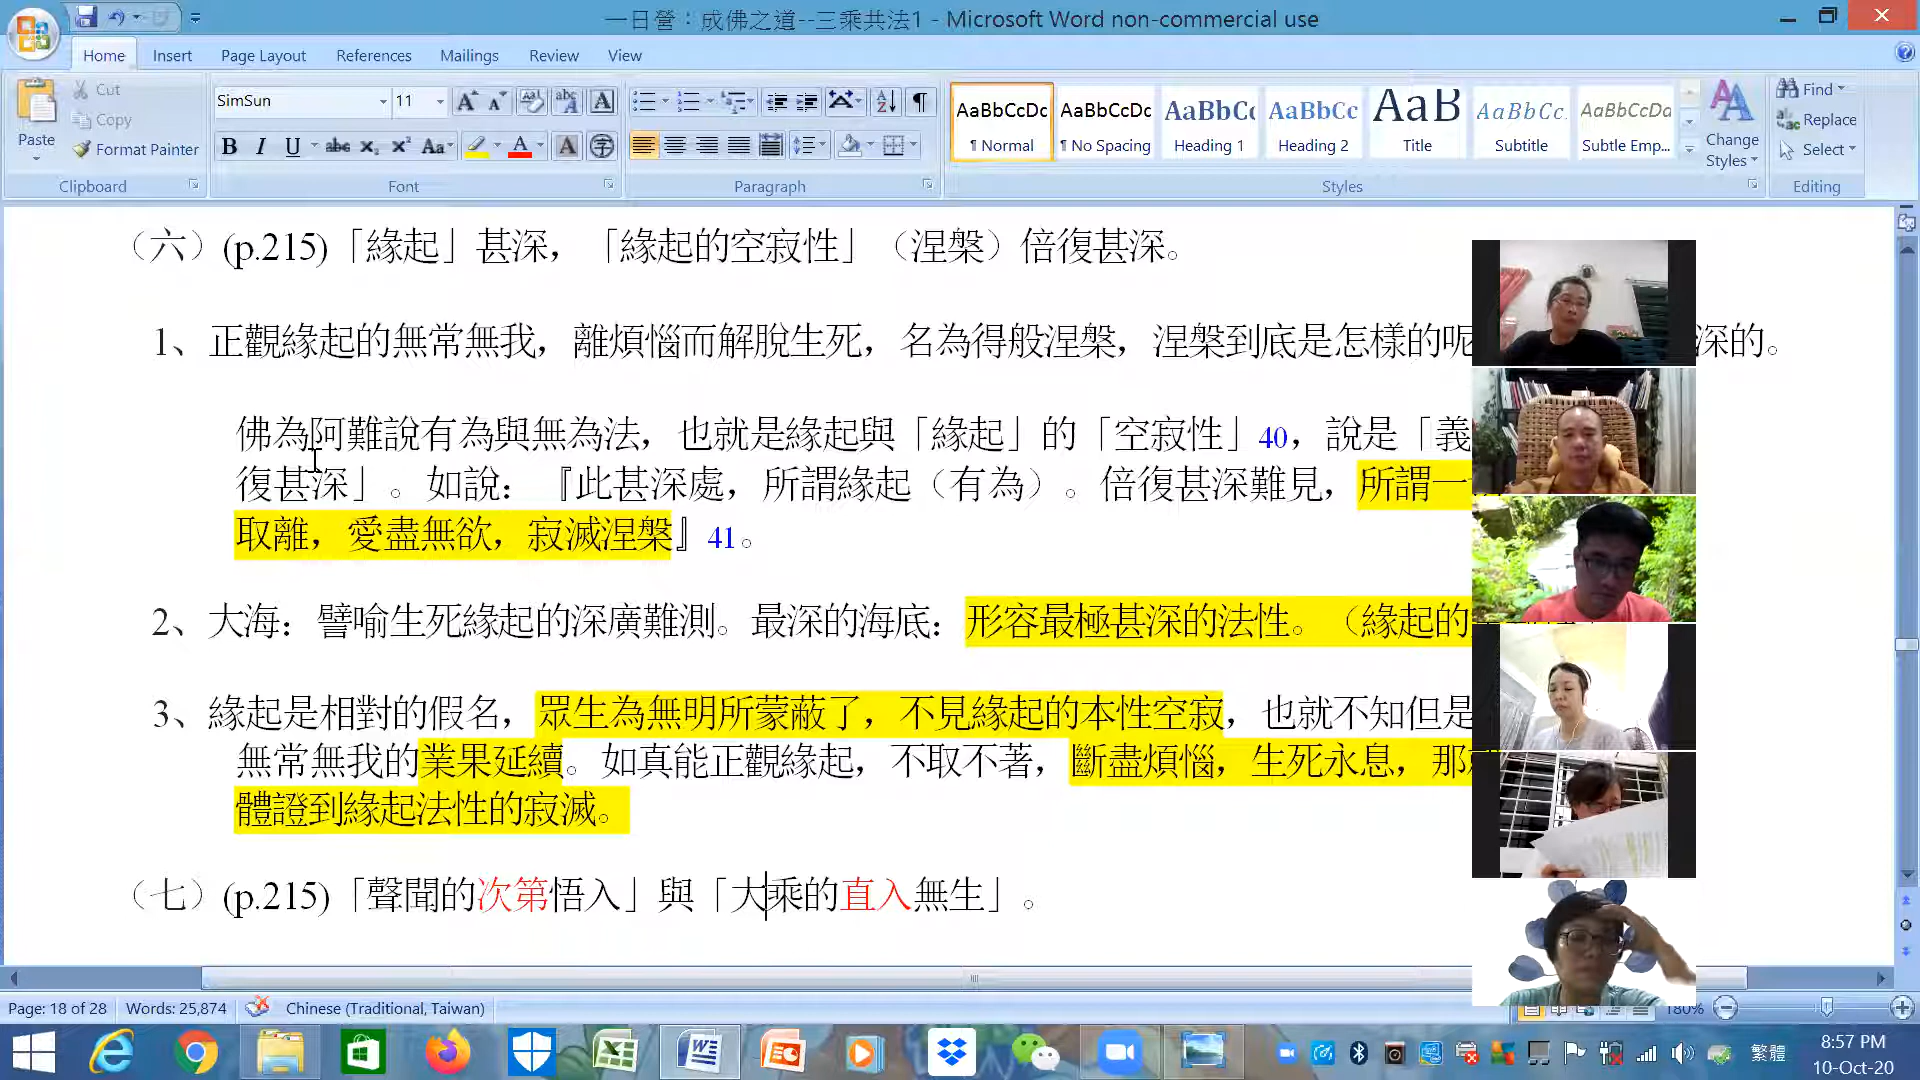 一日營：成佛之道--三乘共法1 - Microsoft Word non-commercial use
Home Insert Page Layout References Mailings Review View
Paste Cut Copy Format Painter
SimSun 11
AaBbCcDc AaBbCcDc AaBbCc AaBbCc AaB AaBbCc. AaBbCcDa
¶ Normal ¶ No Spacing Heading 1 Heading 2 Title Subtitle Subtle Emp...
Change Styles
Find Replace Select
Clipboard Font Paragraph Styles Editing
（六）(p.215)「緣起」甚深，「緣起的空寂性」（涅槃）倍復甚深。
1、正觀緣起的無常無我，離煩惱而解脫生死，名為得般涅槃，涅槃到底是怎樣的呢 深的。
佛為阿難說有為與無為法，也就是緣起與「緣起」的「空寂性」40，說是「義
復甚深」。如說：『此甚深處，所謂緣起（有為）。倍復甚深難見，所謂一
取離，愛盡無欲，寂滅涅槃』41。
2、大海：譬喻生死緣起的深廣難測。最深的海底：形容最極甚深的法性。（緣起的
3、緣起是相對的假名，眾生為無明所蒙蔽了，不見緣起的本性空寂，也就不知但是
無常無我的業果延續。如真能正觀緣起，不取不著，斷盡煩惱，生死永息，那
體證到緣起法性的寂滅。
（七）(p.215)「聲聞的次第悟入」與「大乘的直入無生」。
Page: 18 of 28 Words: 25,874 Chinese (Traditional, Taiwan) 180%
繁體 8:57 PM
10-Oct-20